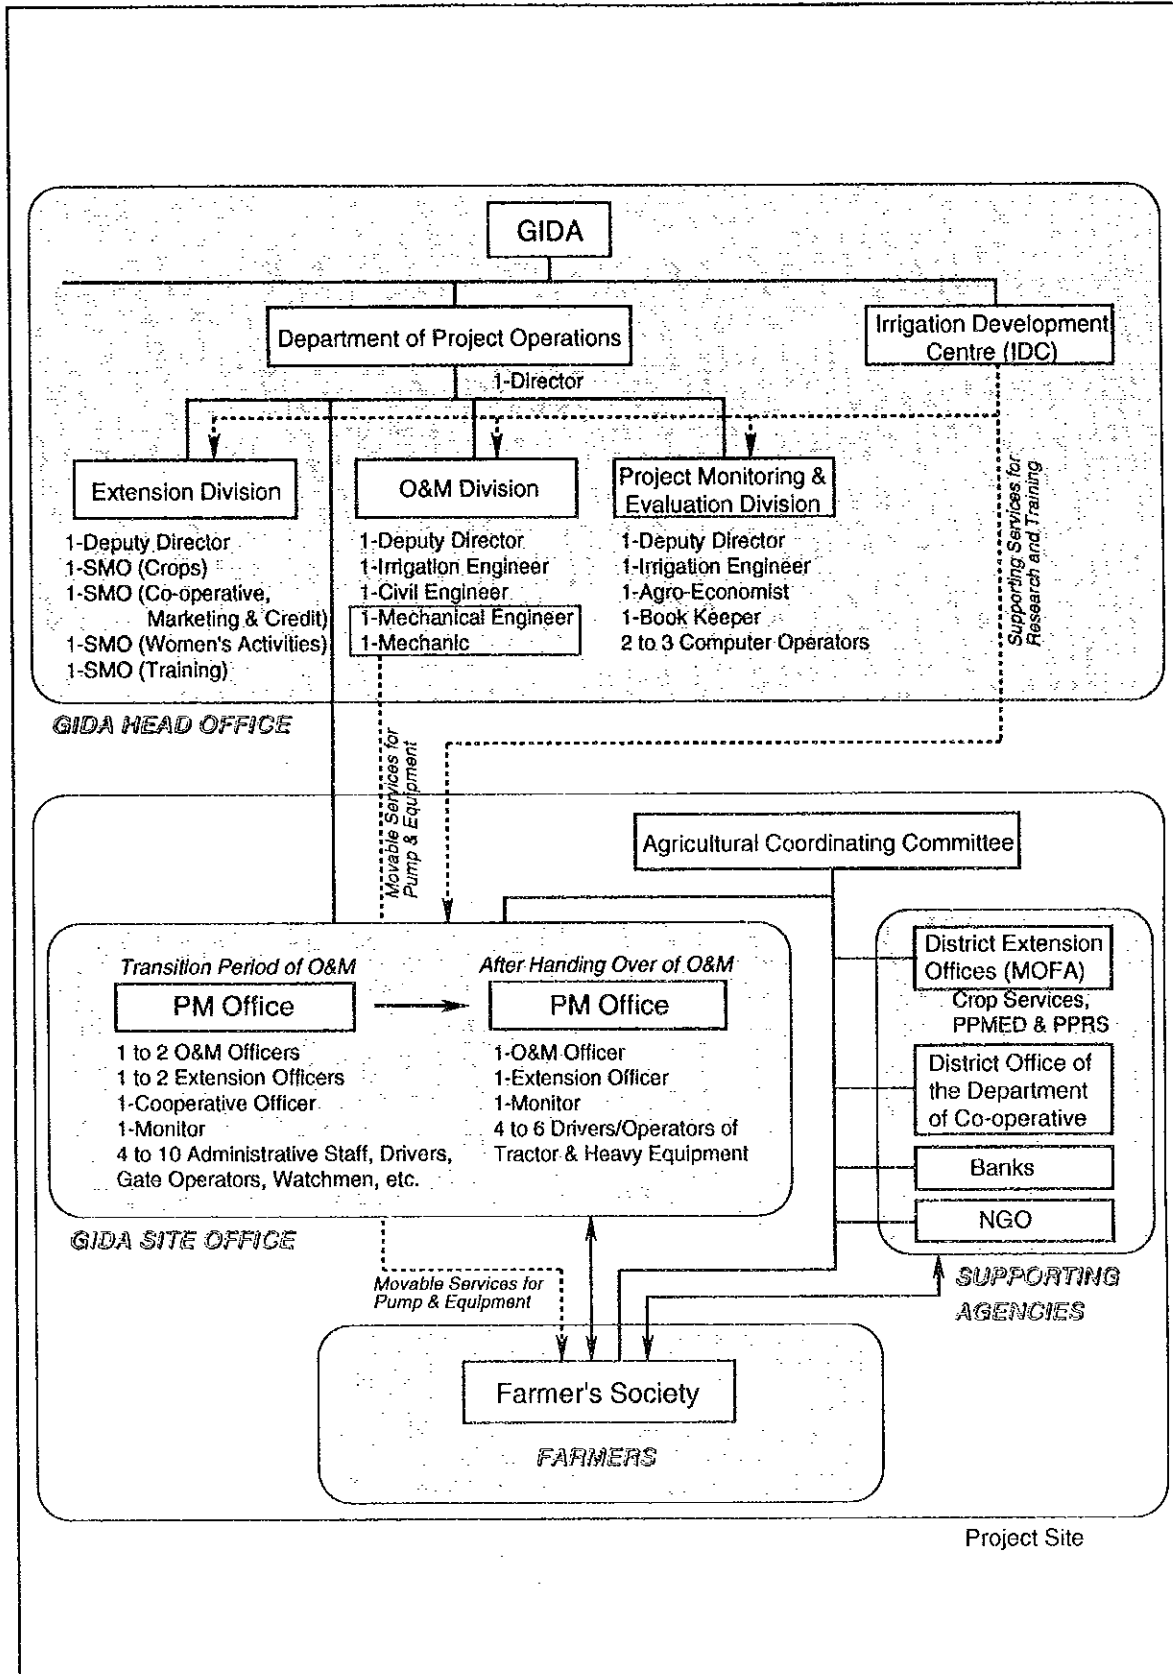 GIDA
Department of Project Operations
Irrigation Development
Centre (IDC)
1-Director
Extension Division
1-Deputy Director
1-SMO (Crops)
1-SMO (Co-operative,
Marketing & Credit)
1-SMO (Women's Activities)
1-SMO (Training)
O&M Division
1-Deputy Director
1-Irrigation Engineer
1-Civil Engineer
1-Mechanical Engineer
1-Mechanic
Project Monitoring &
Evaluation Division
1-Deputy Director
1-Irrigation Engineer
1-Agro-Economist
1-Book Keeper
2 to 3 Computer Operators
Supporting Services for
Research and Training
GIDA HEAD OFFICE
Movable Services for
Pump & Equipment
Agricultural Coordinating Committee
Transition Period of O&M
PM Office
1 to 2 O&M Officers
1 to 2 Extension Officers
1-Cooperative Officer
1-Monitor
4 to 10 Administrative Staff, Drivers,
Gate Operators, Watchmen, etc.
After Handing Over of O&M
PM Office
1-O&M Officer
1-Extension Officer
1-Monitor
4 to 6 Drivers/Operators of
Tractor & Heavy Equipment
GIDA SITE OFFICE
District Extension
Offices (MOFA)
Crop Services,
PPMED & PPRS
District Office of
the Department
of Co-operative
Banks
NGO
SUPPORTING
AGENCIES
Movable Services for
Pump & Equipment
Farmer's Society
FARMERS
Project Site